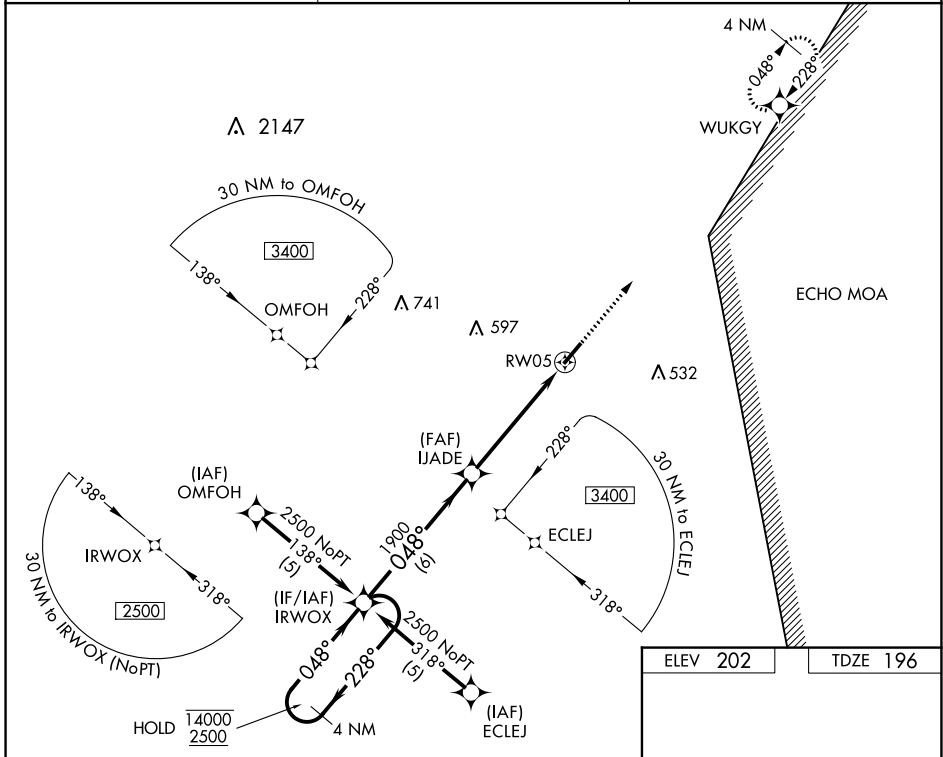 4 NM
048°
228°
WUKGY
2147
30 NM to OMFOH
3400
138°
228°
OMFOH
741
ECHO MOA
597
RW05
532
(FAF)
IJADE
228°
30 NM to ECLEJ
3400
ECLEJ
318°
138°
IRWOX
318°
2500
30 NM to IRWOX (NoPT)
(IAF)
OMFOH
2500 NoPT
138°
(5)
1900
048°
(6)
(IF/IAF)
IRWOX
2500 NoPT
318°
(5)
048°
228°
HOLD
14000
2500
4 NM
(IAF)
ECLEJ
ELEV 202
TDZE 196